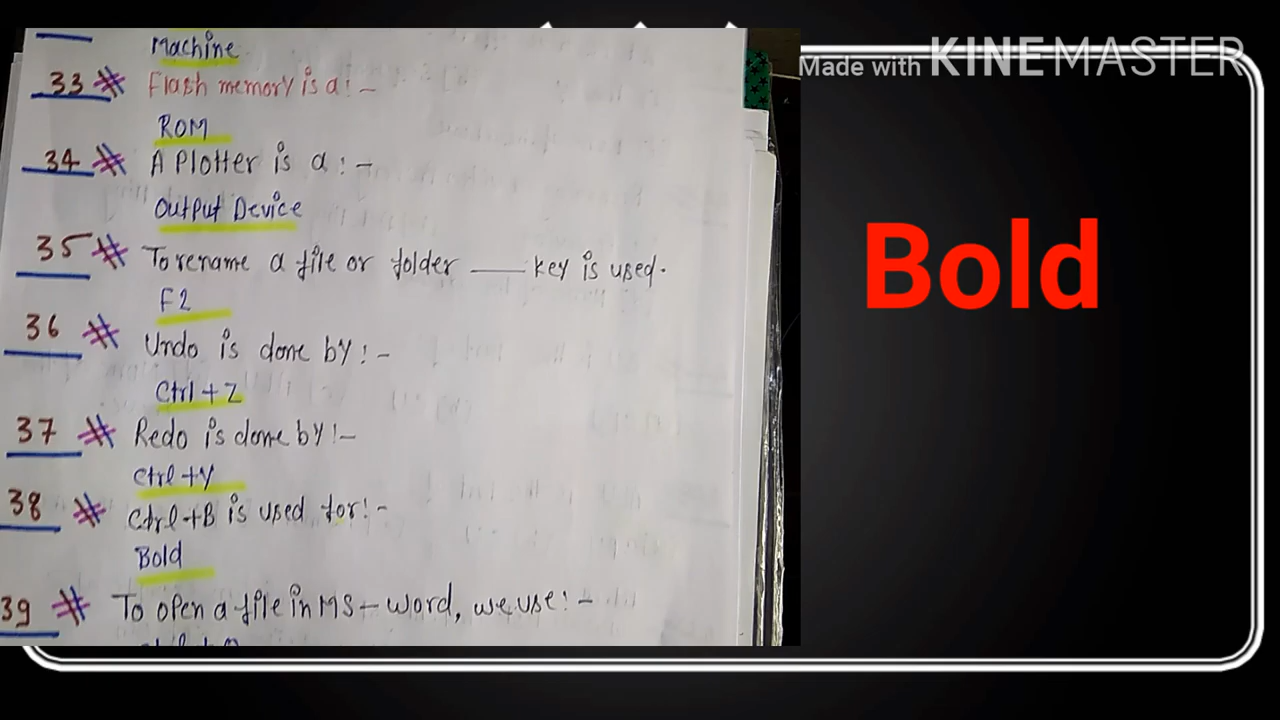 Machine
33 # Flash memory is a! -
ROM
34 # A Plotter is a : -
Output Device
35 # To rename a file or folder ___ key is used.
F2
36 # Undo is done by! -
Ctrl + Z
37 # Redo is done by! -
Ctrl + Y
38 # Ctrl + B is used for! -
Bold
39 # To open a file in MS - Word, we use! -
Made with KINEMASTER
Bold